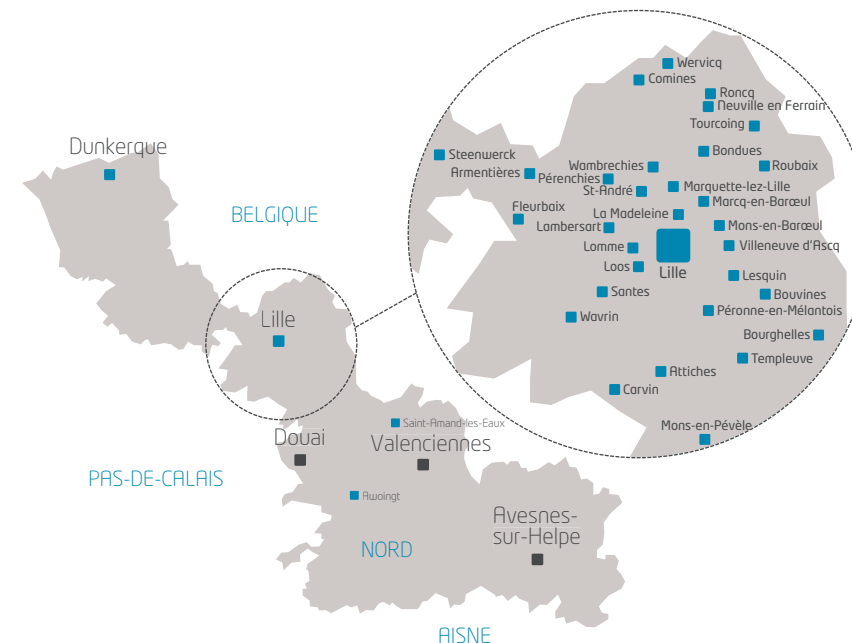 Wervicq
Comines
Roncq
Neuville en Ferrain
Tourcoing
Dunkerque
Steenwerck
Bondues
Wambrechies
Roubaix
Armentières
Pérenchies
St-André
Marquette-lez-Lille
Marcq-en-Barœul
BELGIQUE
Fleurbaix
La Madeleine
Lambersart
Mons-en-Barœul
Lomme
Villeneuve d'Ascq
Loos
Lille
Lesquin
Santes
Bouvines
Péronne-en-Mélantois
Wavrin
Lille
Bourghelles
Templeuve
Attiches
Carvin
Saint-Amand-les-Eaux
Mons-en-Pévèle
Douai
Valenciennes
PAS-DE-CALAIS
Awoingt
Avesnes-
sur-Helpe
NORD
AISNE